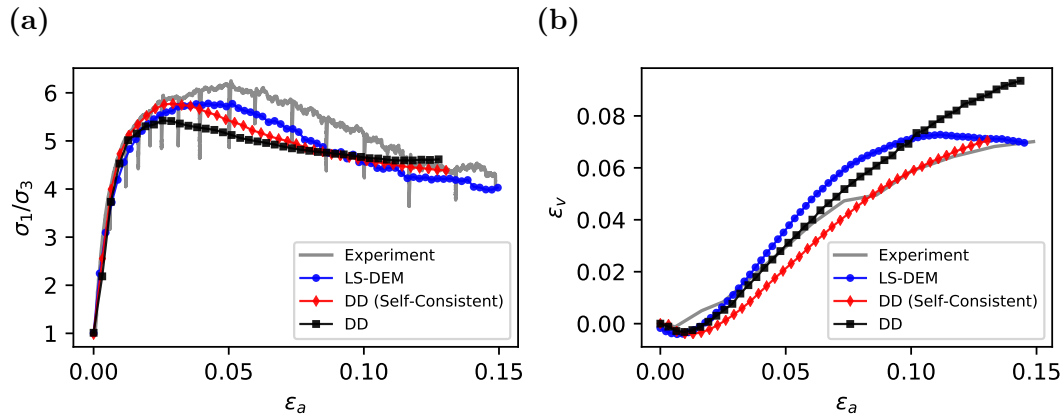 (a)
6
5
4
3
2
1
σ₁/σ₃
0.00 0.05 0.10 0.15
εₐ
Experiment
LS-DEM
DD (Self-Consistent)
DD
(b)
0.08
0.06
0.04
0.02
0.00
εᵥ
0.00 0.05 0.10 0.15
εₐ
Experiment
LS-DEM
DD (Self-Consistent)
DD